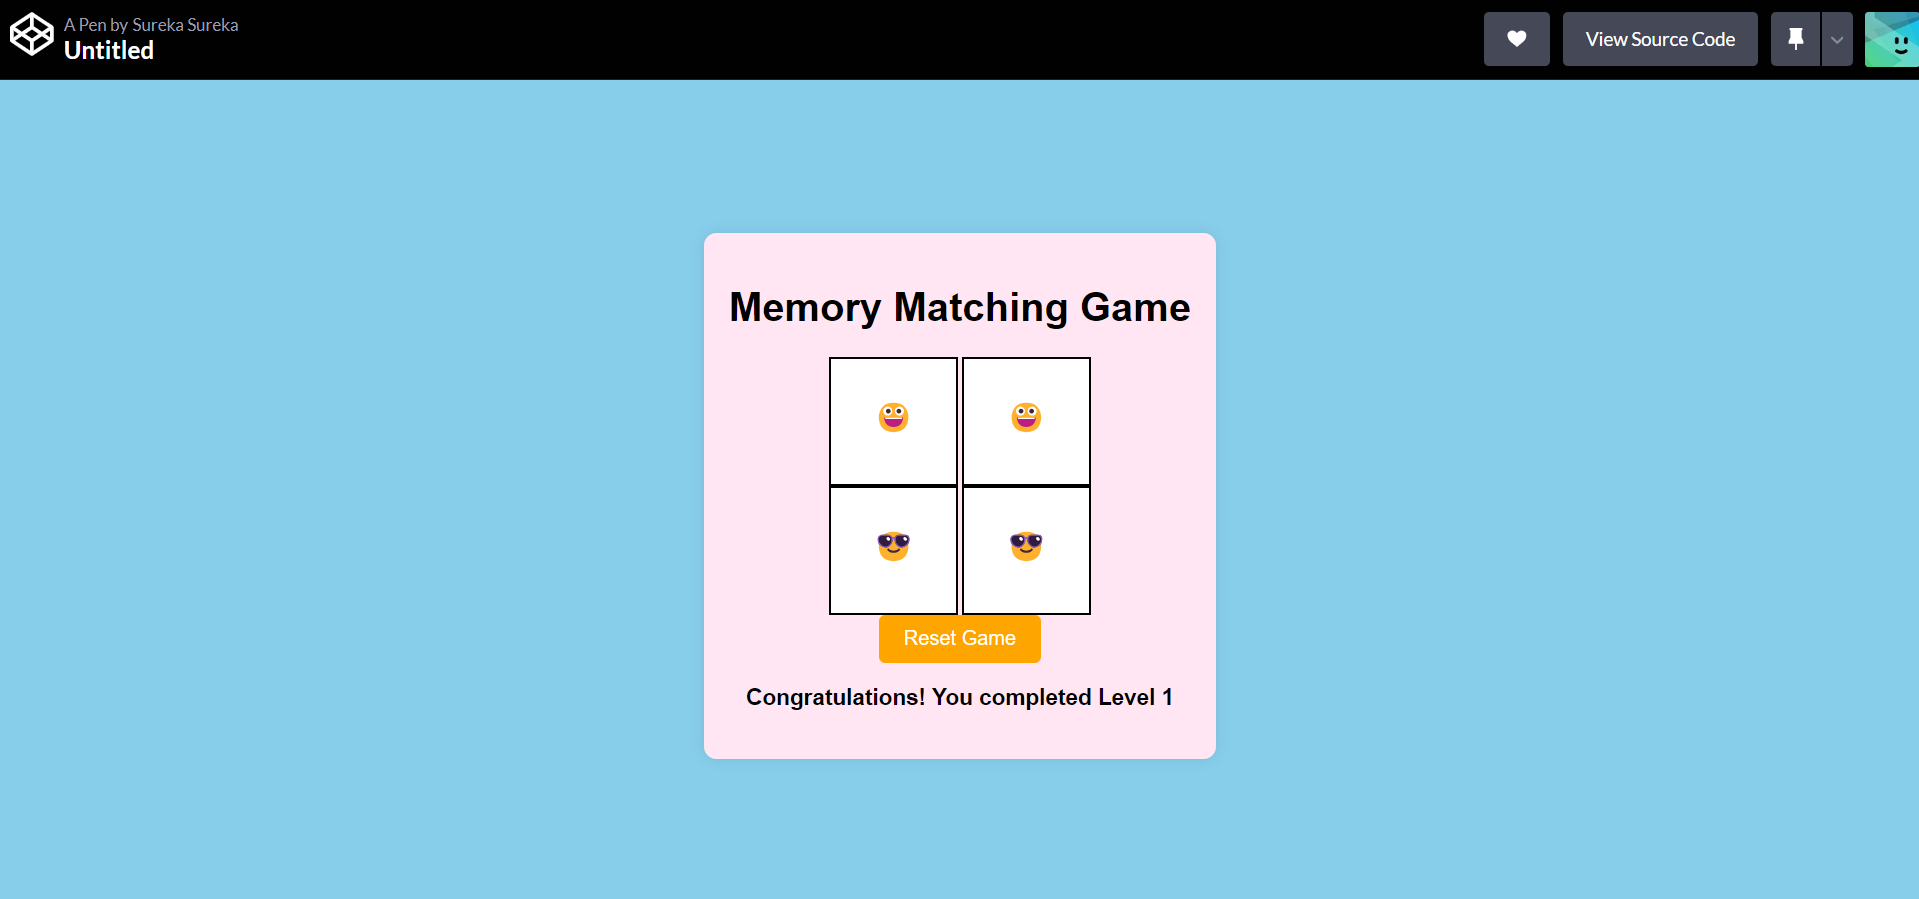 A Pen by Sureka Sureka
Untitled
View Source Code
Memory Matching Game
Reset Game
Congratulations! You completed Level 1